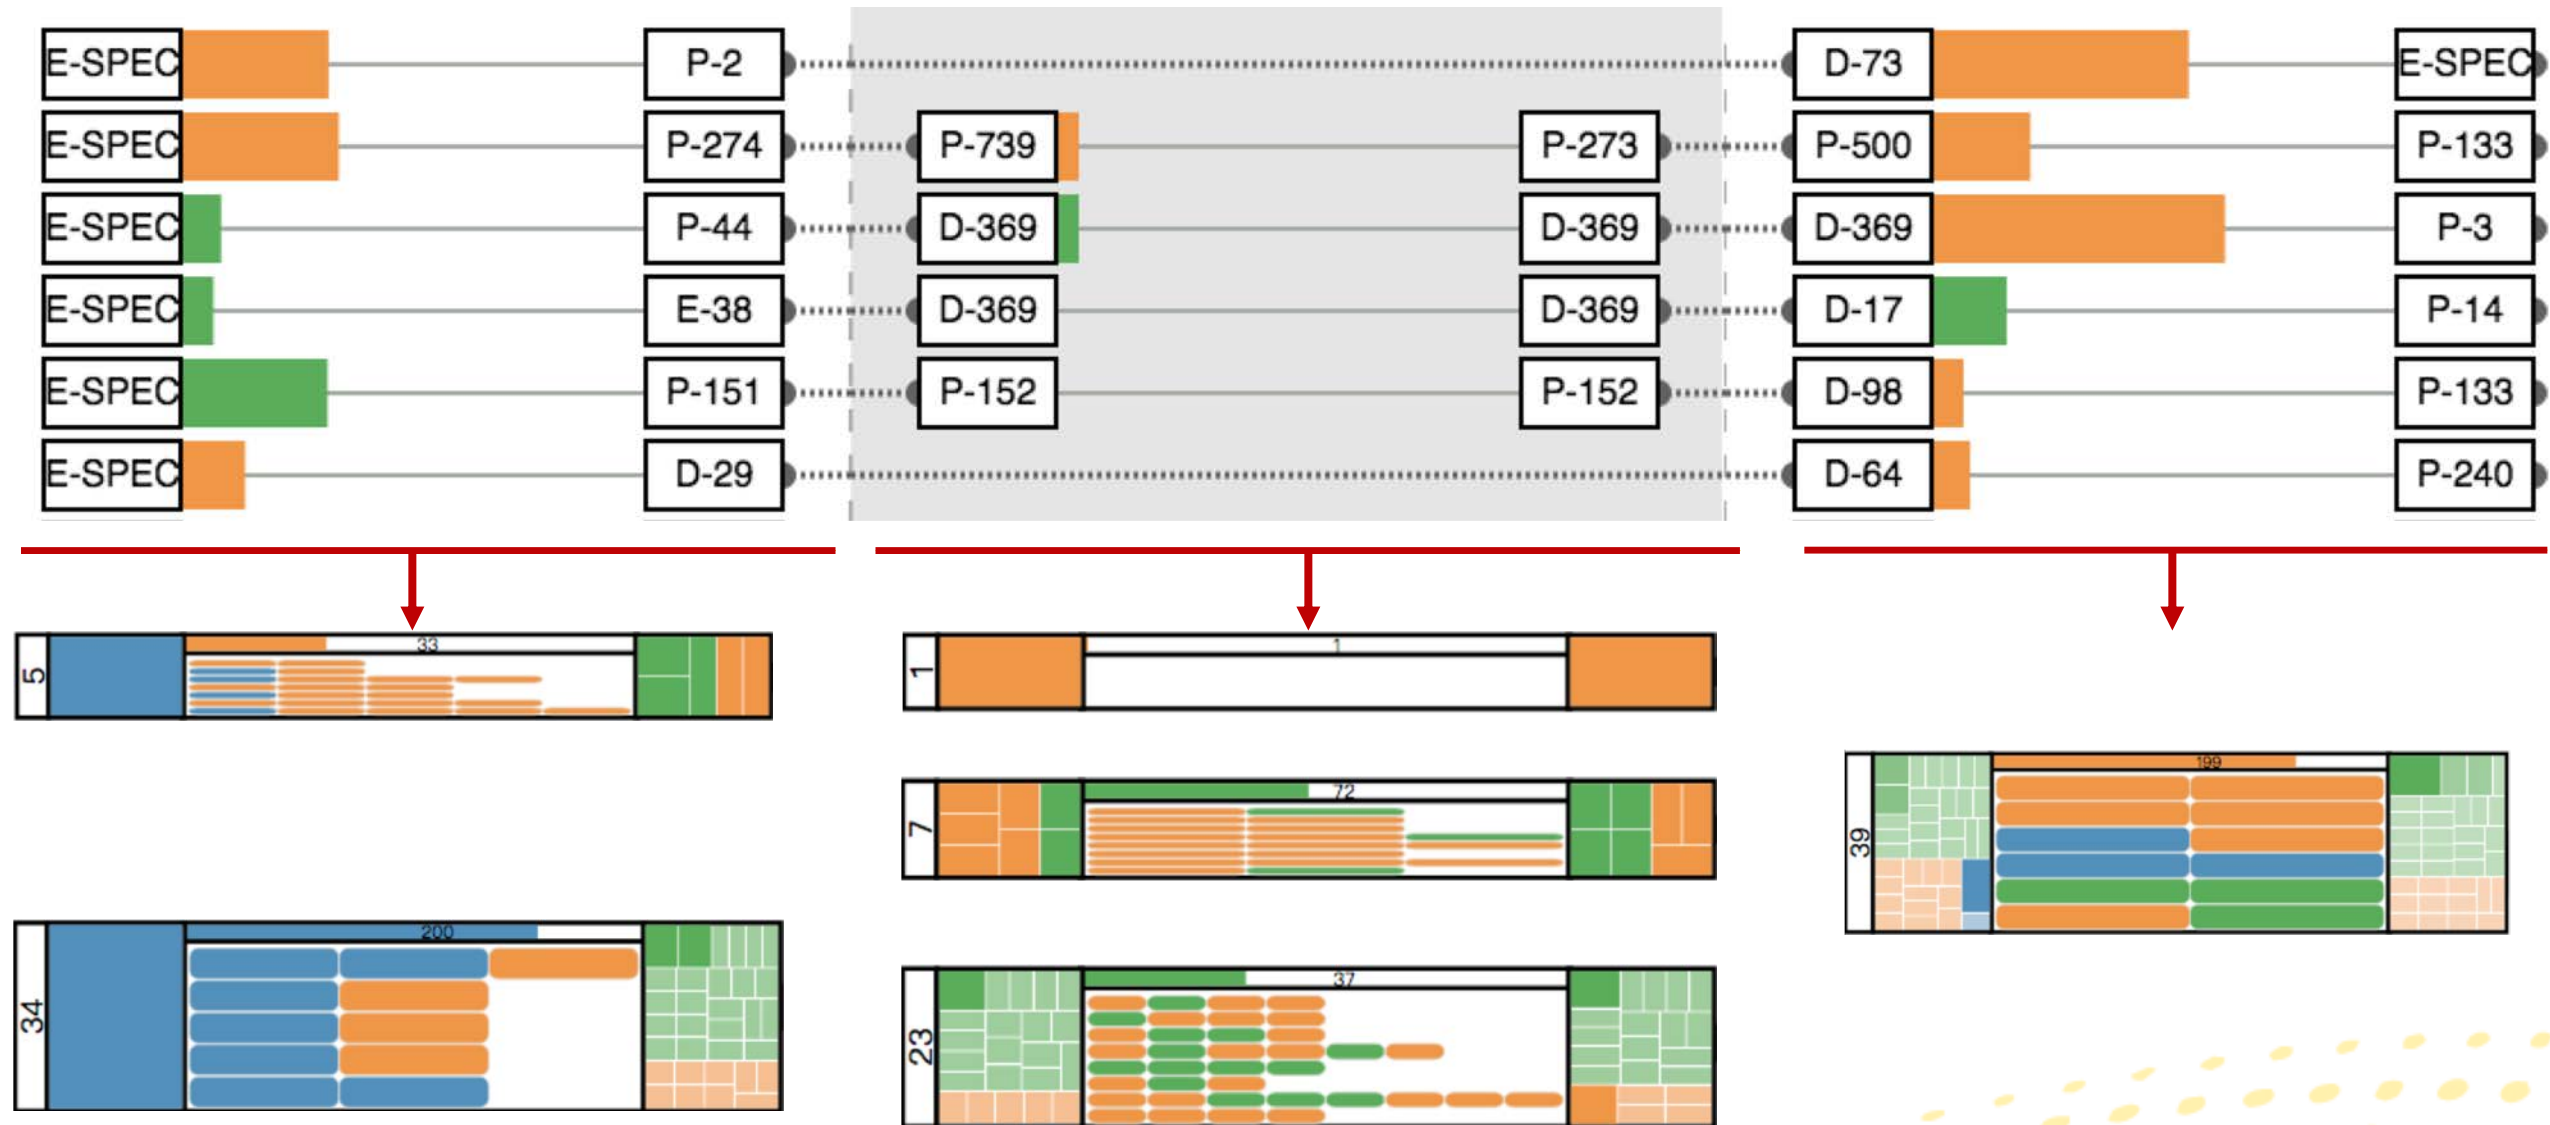 E-SPEC P-2 D-73 E-SPEC
E-SPEC P-274 P-739 P-273 P-500 P-133
E-SPEC P-44 D-369 D-369 D-369 P-3
E-SPEC E-38 D-369 D-369 D-17 P-14
E-SPEC P-151 P-152 P-152 D-98 P-133
E-SPEC D-29 D-64 P-240
5 33
1 1
7 72
39 199
34 200
23 37